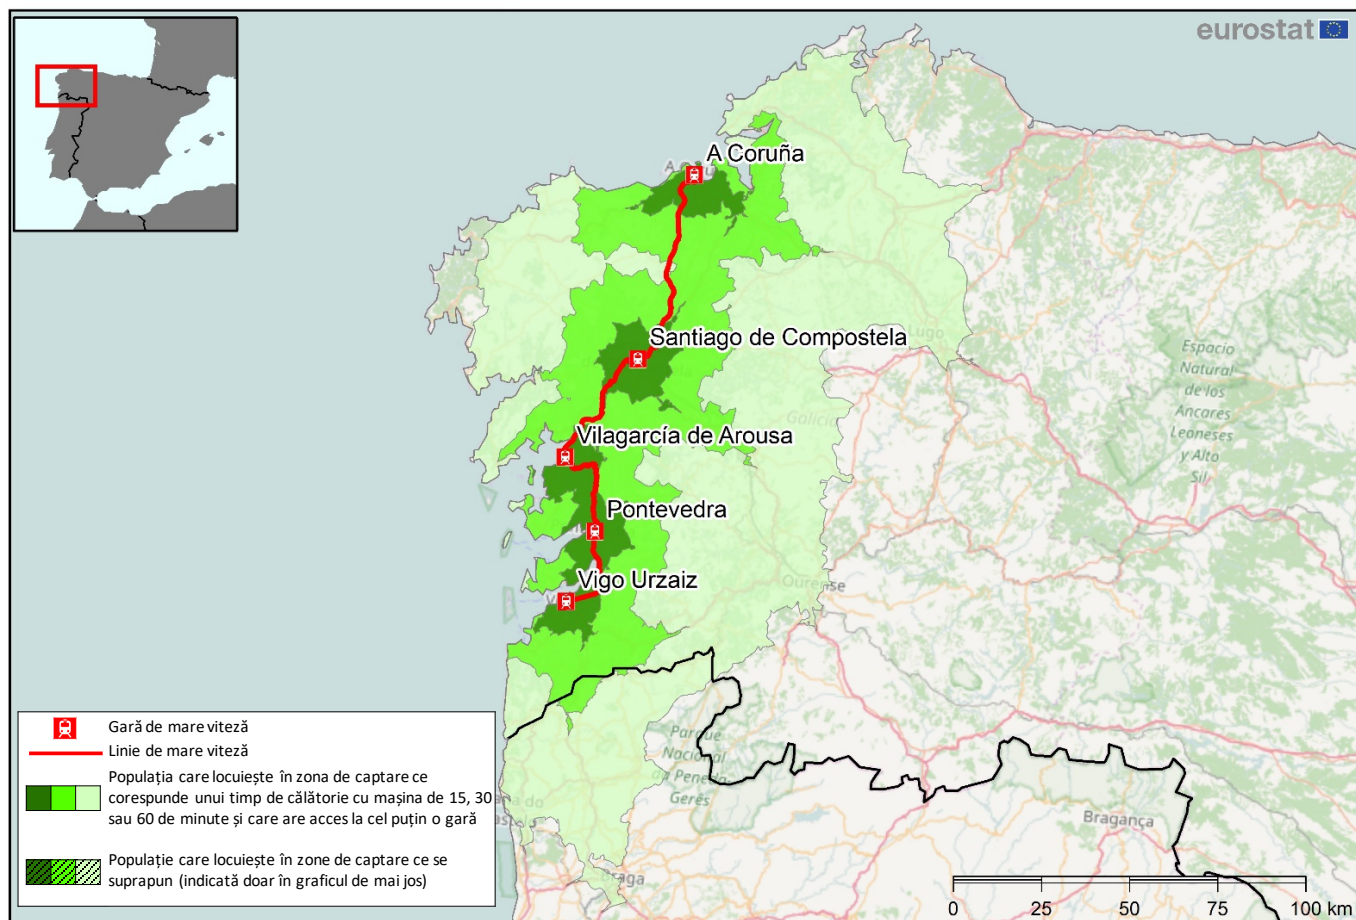 eurostat
A Coruña
Santiago de Compostela
Lugo
Espacio
Natural
de los
Ancares
Leoneses
y Alto
Sil
Galicia
Vilagarcía de Arousa
Pontevedra
Vigo Urzaiz
Ourense
Parque
Nacional
da Peneda-
Gerês
Bragança
Braga
Gară de mare viteză
Linie de mare viteză
Populația care locuiește în zona de captare ce
corespunde unui timp de călătorie cu mașina de 15, 30
sau 60 de minute și care are acces la cel puțin o gară
Populație care locuiește în zone de captare ce se
suprapun (indicată doar în graficul de mai jos)
0 25 50 75 100 km